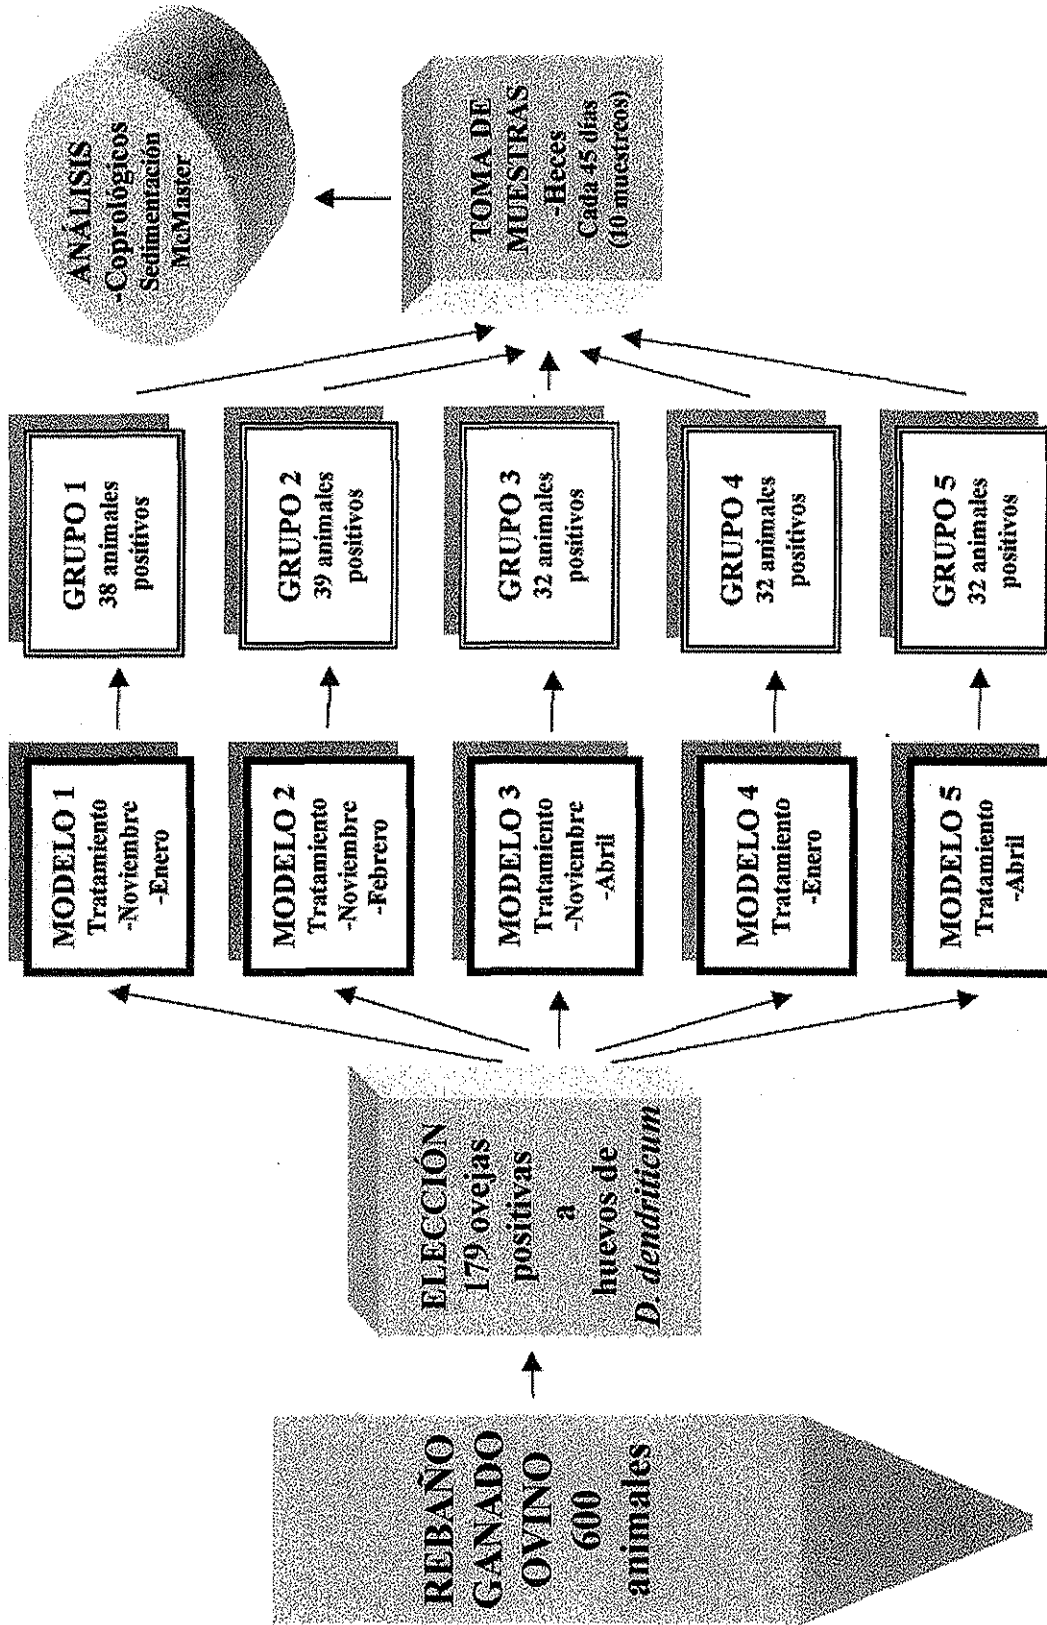 REBAÑO
GANADO
OVINO
600
animales
ELECCIÓN
179 ovejas
positivas
a
huevos de
D. dendriticum
MODELO 1
Tratamiento
-Noviembre
-Enero
MODELO 2
Tratamiento
-Noviembre
-Febrero
MODELO 3
Tratamiento
-Noviembre
-Abril
MODELO 4
Tratamiento
-Enero
MODELO 5
Tratamiento
-Abril
GRUPO 1
38 animales
positivos
GRUPO 2
39 animales
positivos
GRUPO 3
32 animales
positivos
GRUPO 4
32 animales
positivos
GRUPO 5
32 animales
positivos
TOMA DE
MUESTRAS
-Heces
Cada 45 días
(10 muestreos)
ANÁLISIS
-Coprológicos
Sedimentación
McMaster